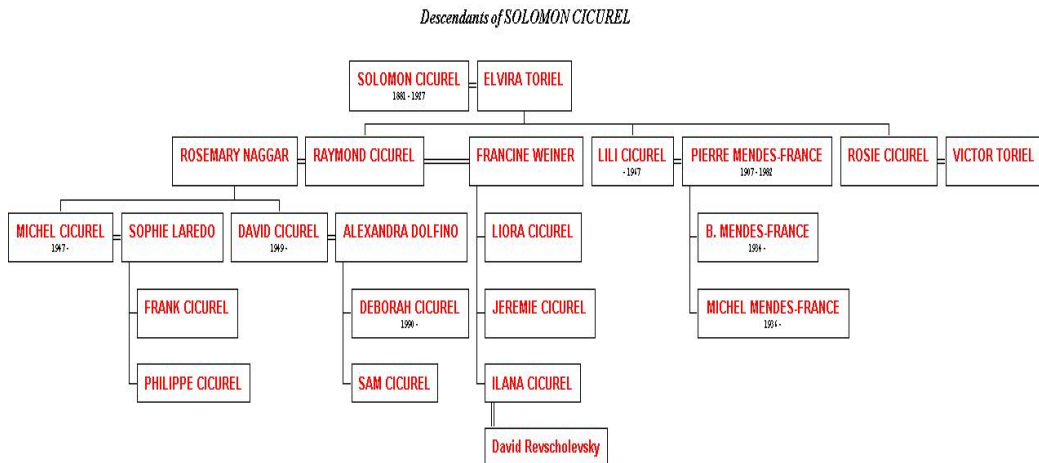 Descendants of SOLOMON CICUREL
SOLOMON CICUREL
1881 - 1927
ELVIRA TORIEL
ROSEMARY NAGGAR
RAYMOND CICUREL
FRANCINE WEINER
LILI CICUREL
- 1947
PIERRE MENDES-FRANCE
1907 - 1982
ROSIE CICUREL
VICTOR TORIEL
MICHEL CICUREL
1947 -
SOPHIE LAREDO
DAVID CICUREL
1949 -
ALEXANDRA DOLFINO
LIORA CICUREL
B. MENDES-FRANCE
1934 -
FRANK CICUREL
DEBORAH CICUREL
1990 -
JEREMIE CICUREL
MICHEL MENDES-FRANCE
1936 -
PHILIPPE CICUREL
SAM CICUREL
ILANA CICUREL
David Revscholevsky